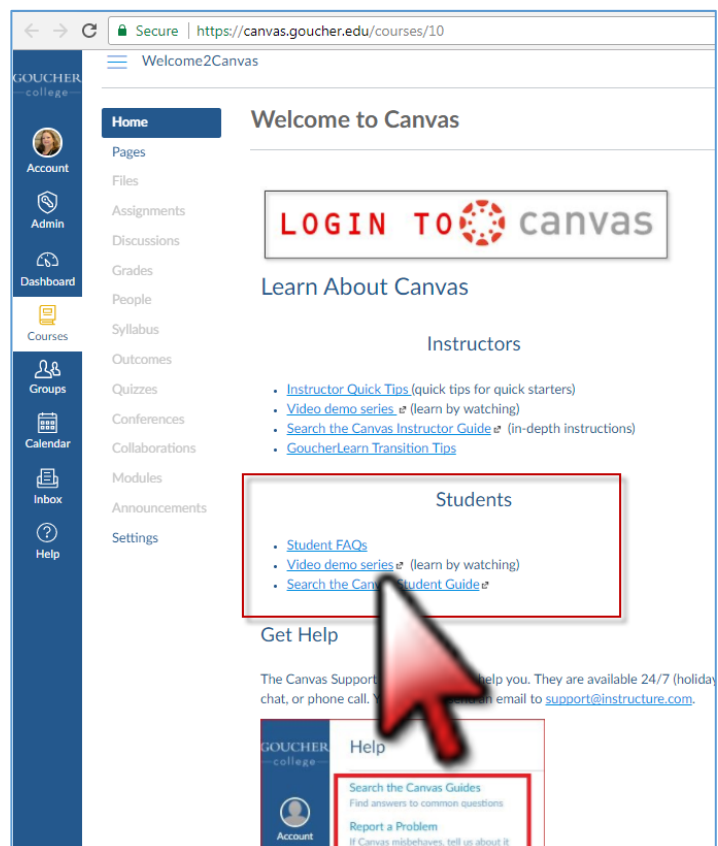 Secure | https://canvas.goucher.edu/courses/10
GOUCHER
college
Account
Admin
Dashboard
Courses
Groups
Calendar
Inbox
Help
Welcome2Canvas
Home
Pages
Files
Assignments
Discussions
Grades
People
Syllabus
Outcomes
Quizzes
Conferences
Collaborations
Modules
Announcements
Settings
Welcome to Canvas
LOGIN TO canvas
Learn About Canvas
Instructors
• Instructor Quick Tips (quick tips for quick starters)
• Video demo series (learn by watching)
• Search the Canvas Instructor Guide (in-depth instructions)
• GoucherLearn Transition Tips
Students
• Student FAQs
• Video demo series (learn by watching)
• Search the Student Guide
Get Help
The Canvas Support help you. They are available 24/7 (holiday
chat, or phone call. an email to support@instructure.com.
GOUCHER
college
Account
Help
Search the Canvas Guides
Find answers to common questions
Report a Problem
If Canvas misbehaves, tell us about it